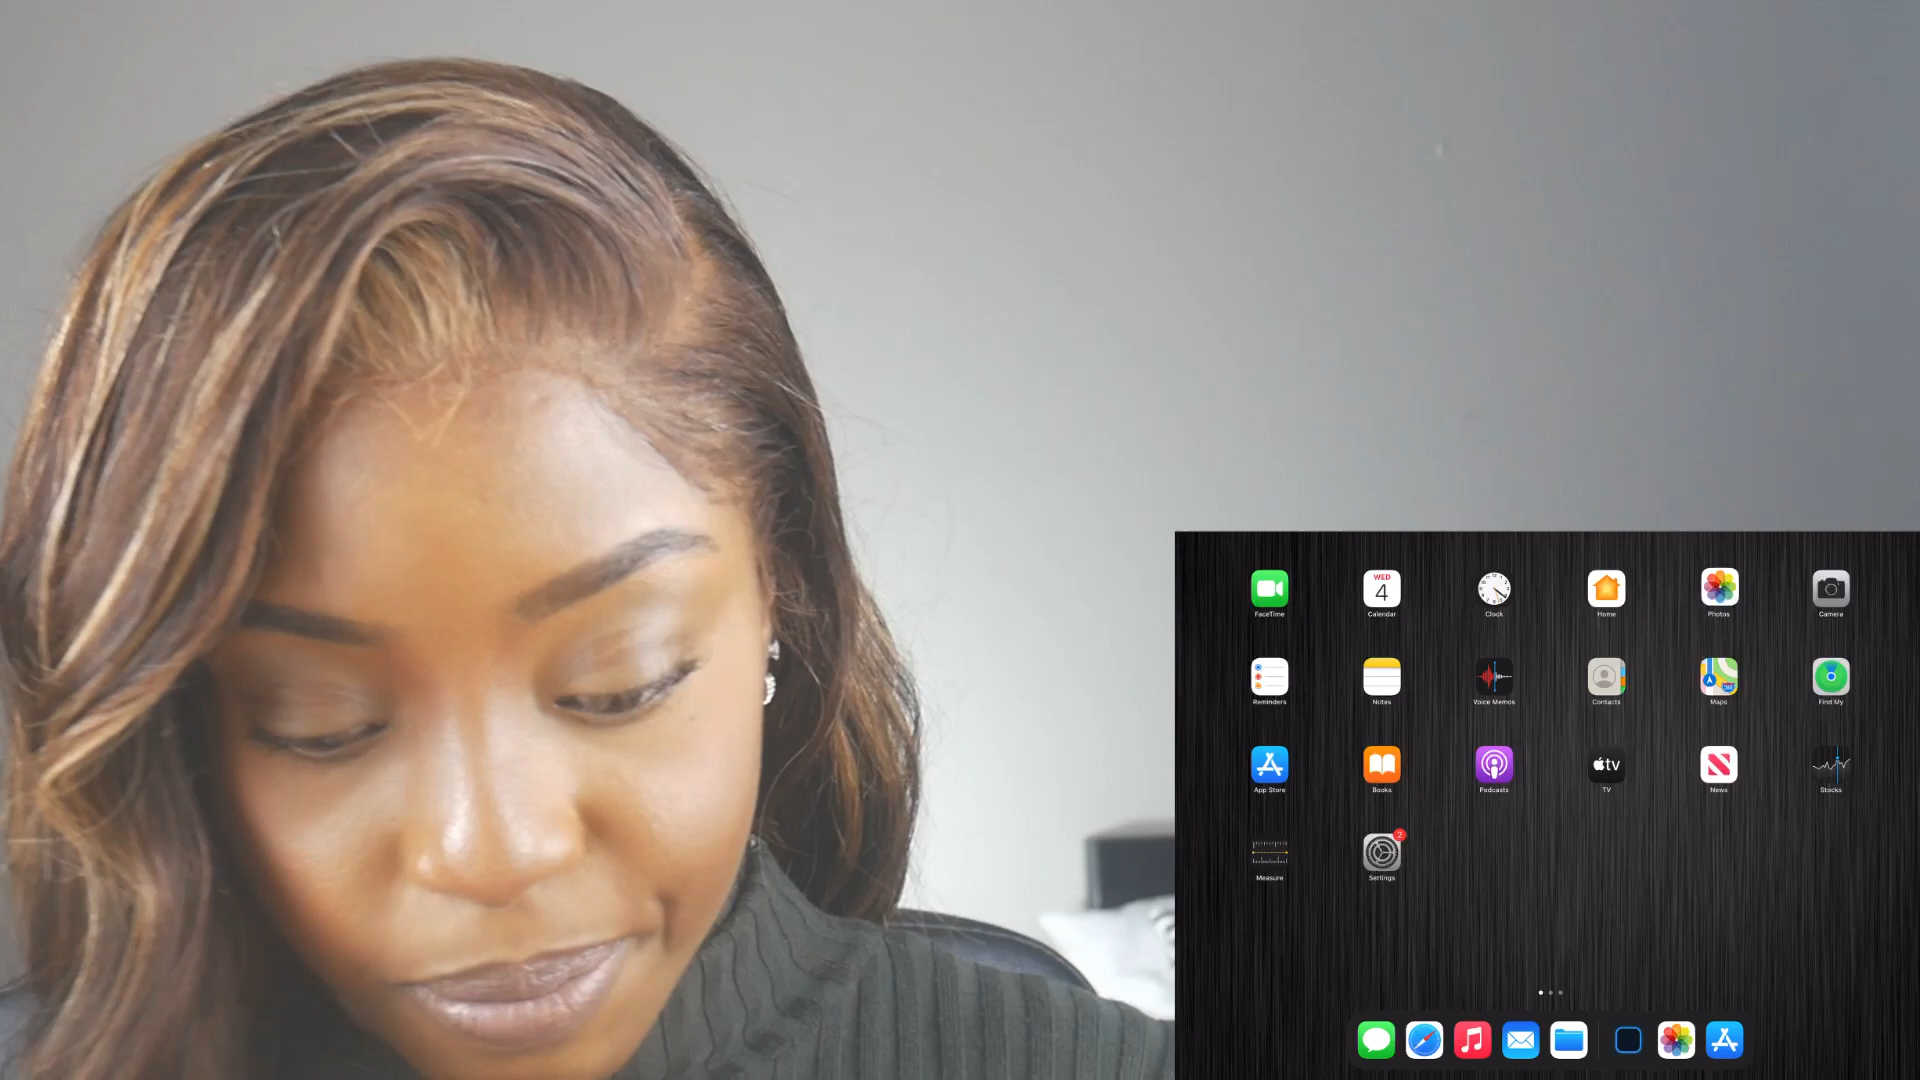 WED
4
FaceTime
Calendar
Clock
Home
Photos
Camera
Reminders
Notes
Voice Memos
Contacts
Maps
Find My
tv
App Store
Books
Podcasts
TV
News
Stocks
2
Measure
Settings